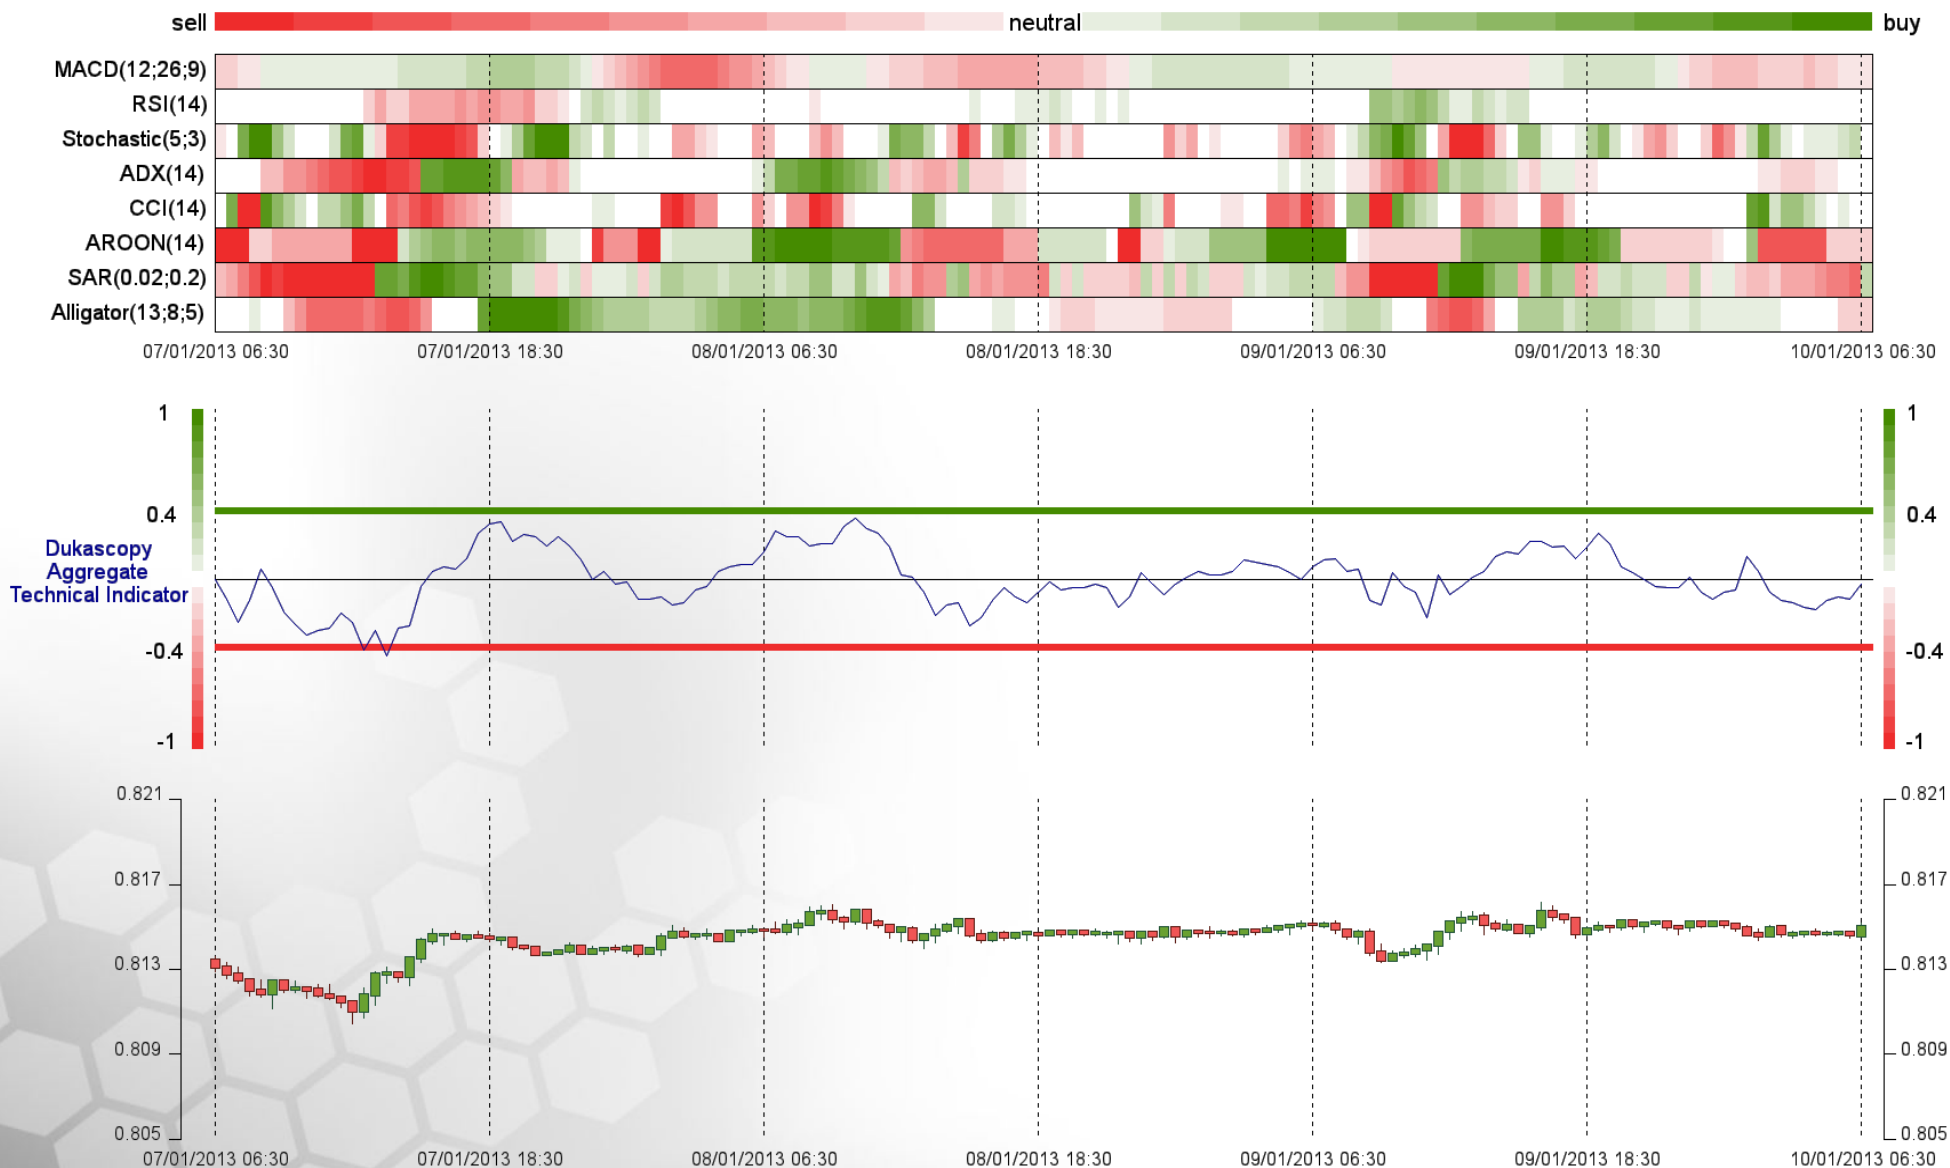 sell neutral buy
MACD(12;26;9)
RSI(14)
Stochastic(5;3)
ADX(14)
CCI(14)
AROON(14)
SAR(0.02;0.2)
Alligator(13;8;5)
07/01/2013 06:30 07/01/2013 18:30 08/01/2013 06:30 08/01/2013 18:30 09/01/2013 06:30 09/01/2013 18:30 10/01/2013 06:30
1 1
0.4 0.4
Dukascopy
Aggregate
Technical Indicator
-0.4 -0.4
-1 -1
0.821 0.821
0.817 0.817
0.813 0.813
0.809 0.809
0.805 0.805
07/01/2013 06:30 07/01/2013 18:30 08/01/2013 06:30 08/01/2013 18:30 09/01/2013 06:30 09/01/2013 18:30 10/01/2013 06:30